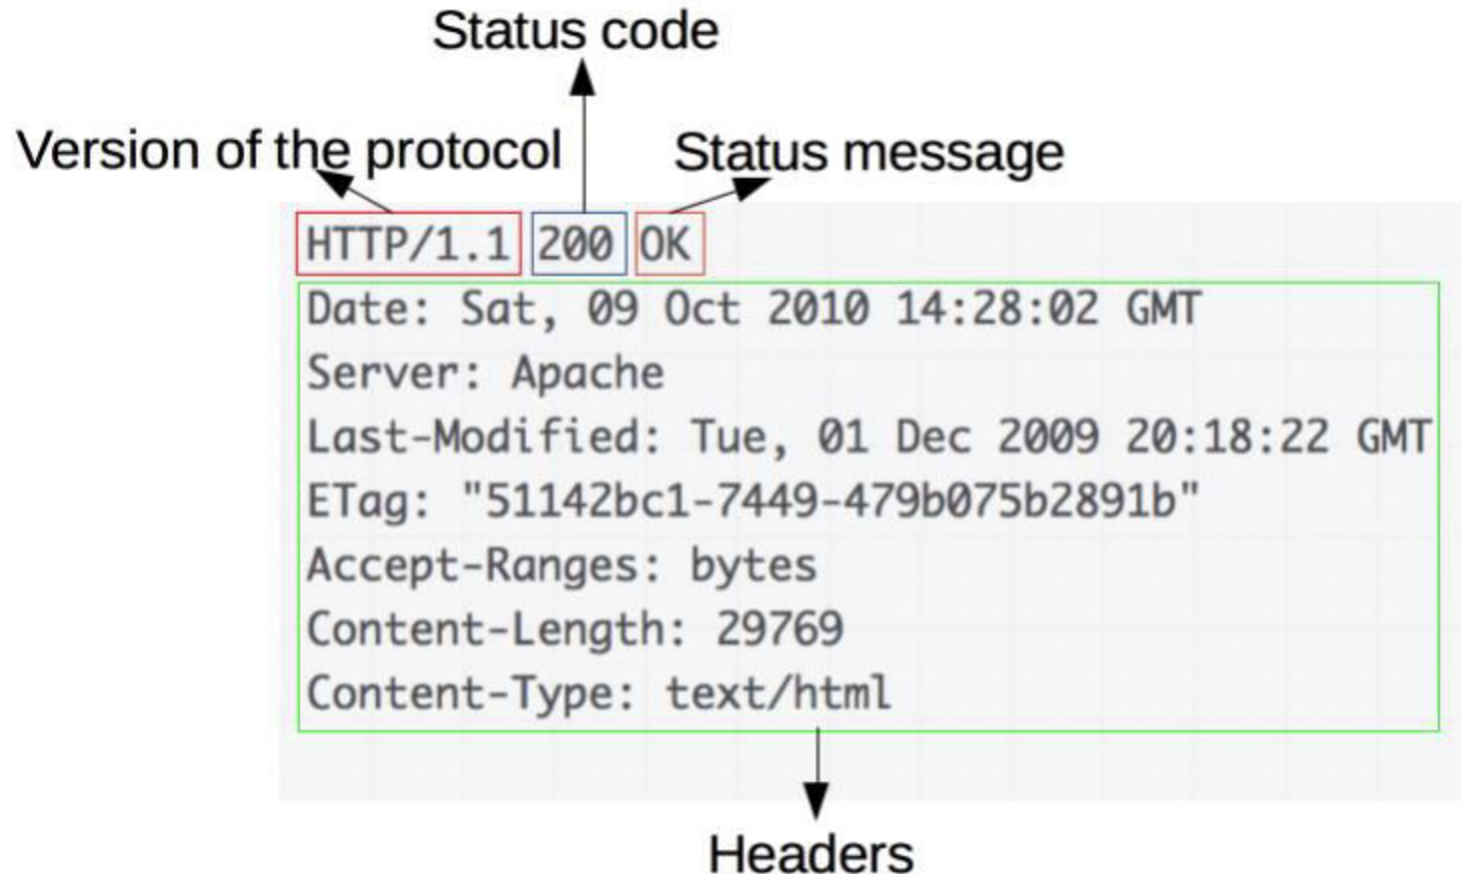 Status code
Version of the protocol
Status message
HTTP/1.1 200 OK
Date: Sat, 09 Oct 2010 14:28:02 GMT
Server: Apache
Last-Modified: Tue, 01 Dec 2009 20:18:22 GMT
ETag: "51142bc1-7449-479b075b2891b"
Accept-Ranges: bytes
Content-Length: 29769
Content-Type: text/html
Headers